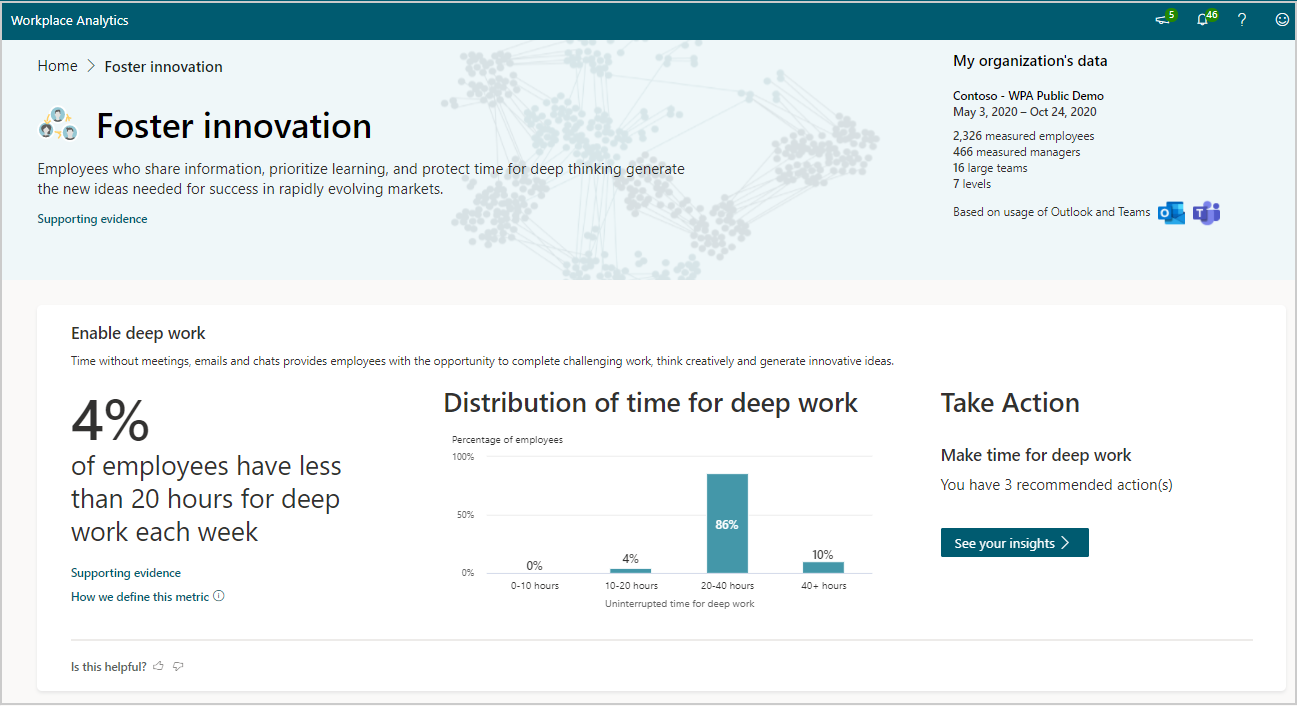 Workplace Analytics
5
46
?
Home > Foster innovation
Foster innovation
Employees who share information, prioritize learning, and protect time for deep thinking generate
the new ideas needed for success in rapidly evolving markets.
Supporting evidence
My organization's data
Contoso - WPA Public Demo
May 3, 2020 – Oct 24, 2020
2,326 measured employees
466 measured managers
16 large teams
7 levels
Based on usage of Outlook and Teams
Enable deep work
Time without meetings, emails and chats provides employees with the opportunity to complete challenging work, think creatively and generate innovative ideas.
4%
of employees have less
than 20 hours for deep
work each week
Supporting evidence
How we define this metric
Distribution of time for deep work
Percentage of employees
100%
50%
0%
0%
4%
86%
10%
0-10 hours
10-20 hours
20-40 hours
40+ hours
Uninterrupted time for deep work
Take Action
Make time for deep work
You have 3 recommended action(s)
See your insights >
Is this helpful?